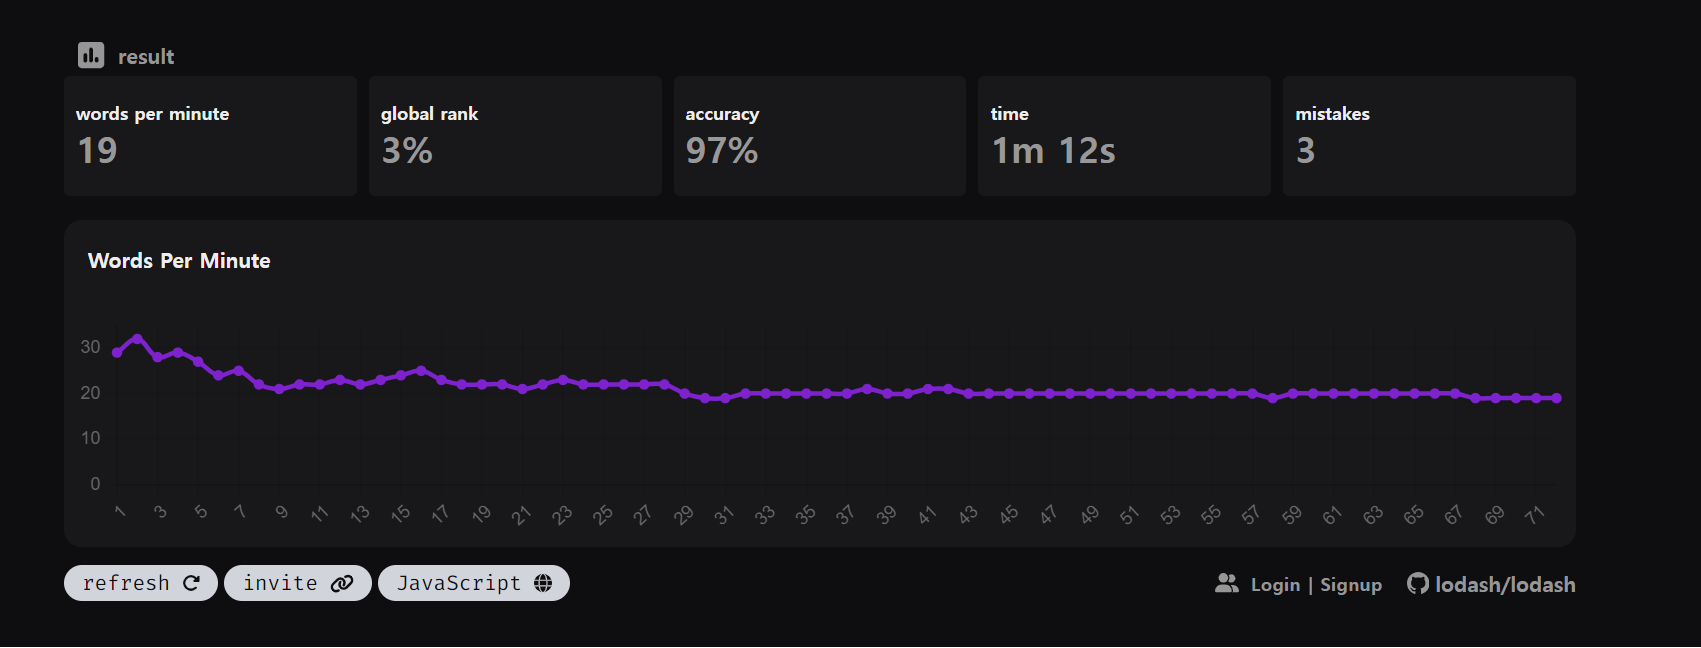 result
words per minute
19
global rank
3%
accuracy
97%
time
1m 12s
mistakes
3
Words Per Minute
30
20
10
0
1 3 5 7 9 11 13 15 17 19 21 23 25 27 29 31 33 35 37 39 41 43 45 47 49 51 53 55 57 59 61 63 65 67 69 71
refresh invite JavaScript Login | Signup lodash/lodash